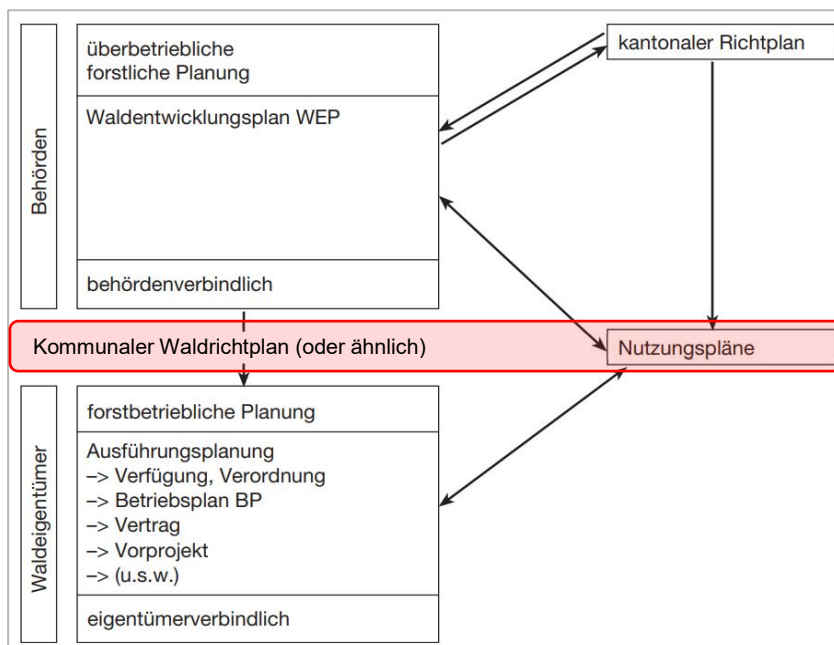 überbetriebliche
forstliche Planung
kantonaler Richtplan
Waldentwicklungsplan WEP
Behörden
behördenverbindlich
Kommunaler Waldrichtplan (oder ähnlich)
Nutzungspläne
forstbetriebliche Planung
Waldeigentümer
Ausführungsplanung
–> Verfügung, Verordnung
–> Betriebsplan BP
–> Vertrag
–> Vorprojekt
–> (u.s.w.)
eigentümerverbindlich